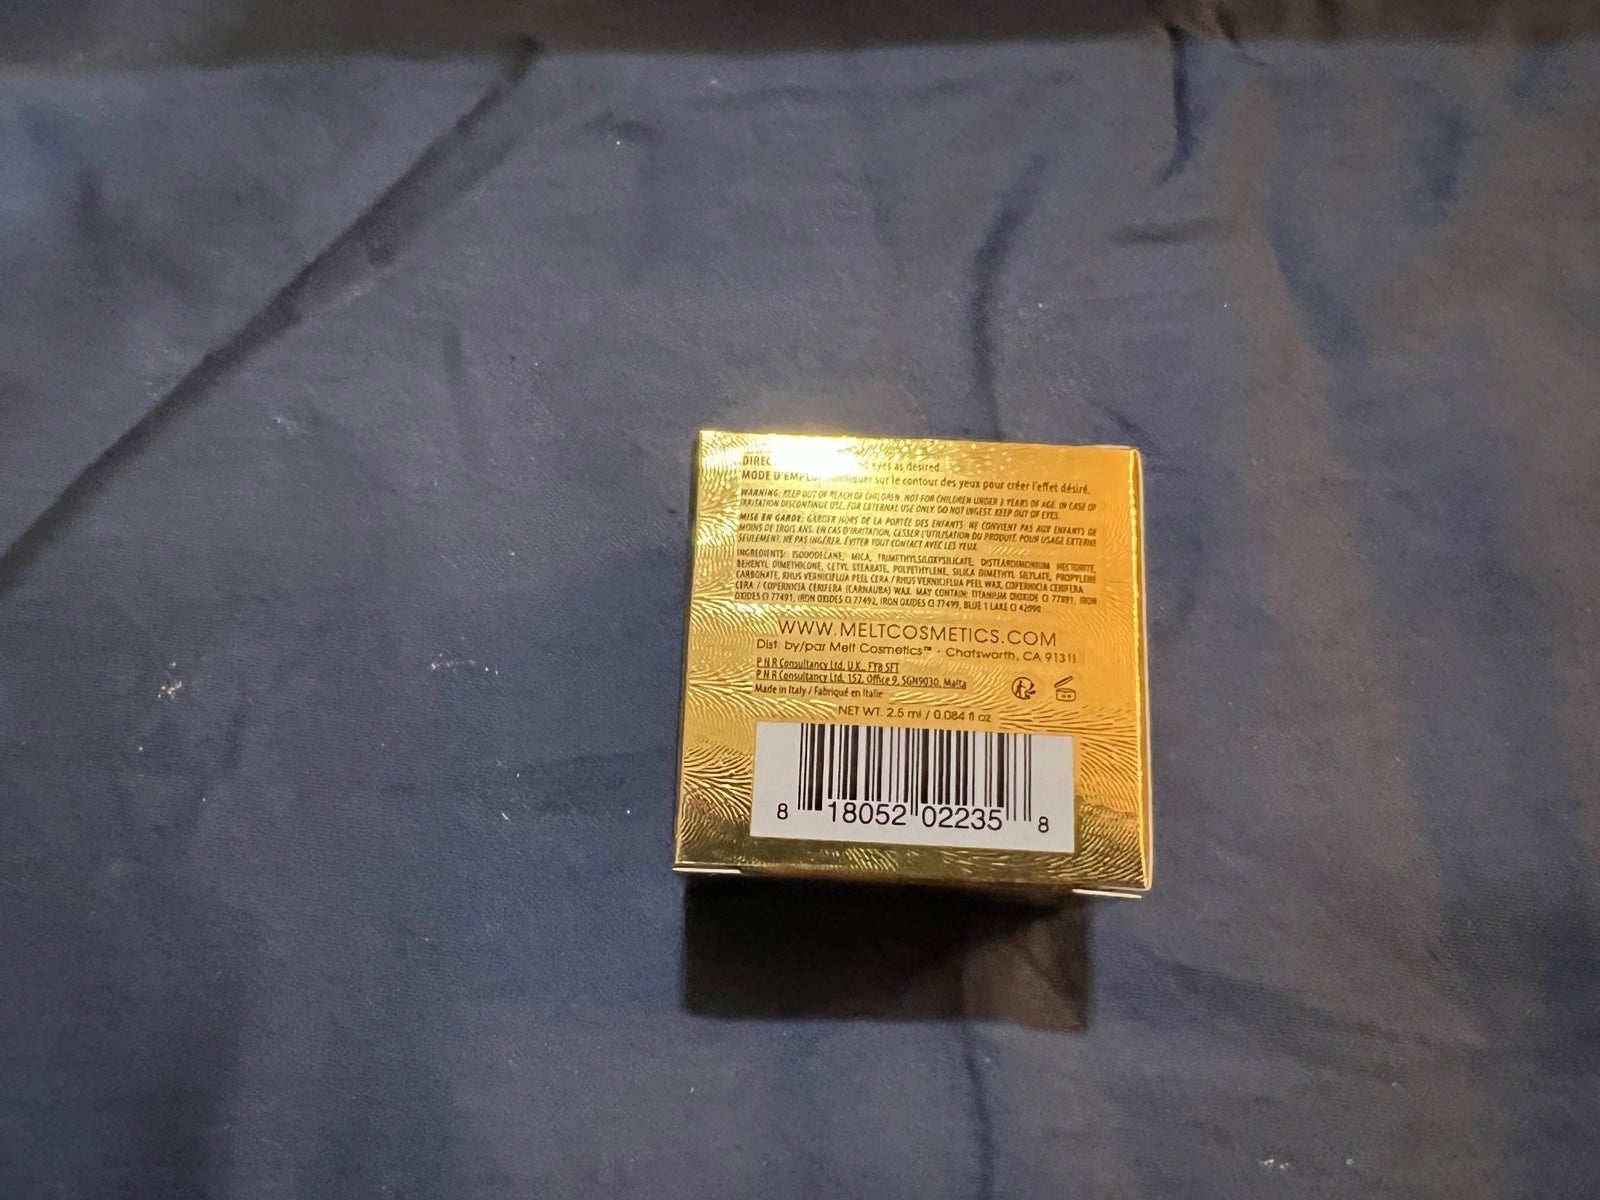 DIREC eyes as desired.
MODE D'EMPLOI: Appliquer sur le contour des yeux pour créer l'effet désiré.
WARNING: KEEP OUT OF REACH OF CHILDREN. NOT FOR CHILDREN UNDER 3 YEARS OF AGE. IN CASE OF
IRRITATION DISCONTINUE USE. FOR EXTERNAL USE ONLY. DO NOT INGEST. KEEP OUT OF EYES.
MISE EN GARDE: GARDER HORS DE LA PORTÉE DES ENFANTS. NE CONVIENT PAS AUX ENFANTS DE
MOINS DE TROIS ANS. EN CAS D'IRRITATION, CESSER L'UTILISATION DU PRODUIT. POUR USAGE EXTERNE
SEULEMENT. NE PAS INGÉRER. ÉVITER TOUT CONTACT AVEC LES YEUX.
INGREDIENTS: ISODODECANE, MICA, TRIMETHYLSILOXYSILICATE, DISTEARDIMONIUM HECTORITE,
BEHENYL DIMETHICONE, CETYL STEARATE, POLYETHYLENE, SILICA DIMETHYL SILYLATE, PROPYLENE
CARBONATE, RHUS VERNICIFLUA PEEL CERA / RHUS VERNICIFLUA PEEL WAX, COPERNICIA CERIFERA
CERA / COPERNICIA CERIFERA (CARNAUBA) WAX. MAY CONTAIN: TITANIUM DIOXIDE CI 77891, IRON
OXIDES CI 77491, IRON OXIDES CI 77492, IRON OXIDES CI 77499, BLUE 1 LAKE CI 42090.
WWW.MELTCOSMETICS.COM
Dist. by/par Melt Cosmetics™ • Chatsworth, CA 91311
P N R Consultancy Ltd. U.K., FY8 5FT
P N R Consultancy Ltd, 152, Office 9, SGN9030, Malta
Made in Italy / Fabriqué en Italie
NET WT. 2.5 ml / 0.084 fl oz
8 18052 02235 8